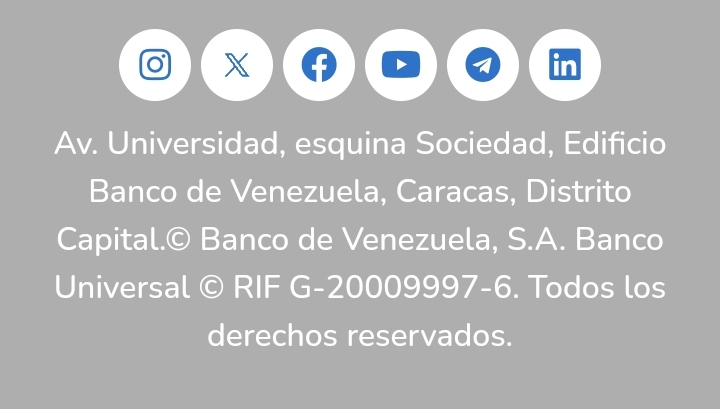 Av. Universidad, esquina Sociedad, Edificio
Banco de Venezuela, Caracas, Distrito
Capital.© Banco de Venezuela, S.A. Banco
Universal © RIF G-20009997-6. Todos los
derechos reservados.